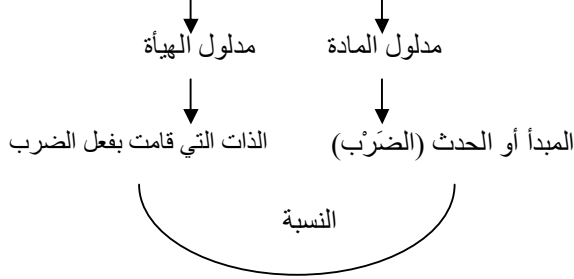 مدلول المادة مدلول الهيأة
المبدأ أو الحدث (الضَرْب) الذات التي قامت بفعل الضرب
النسبة